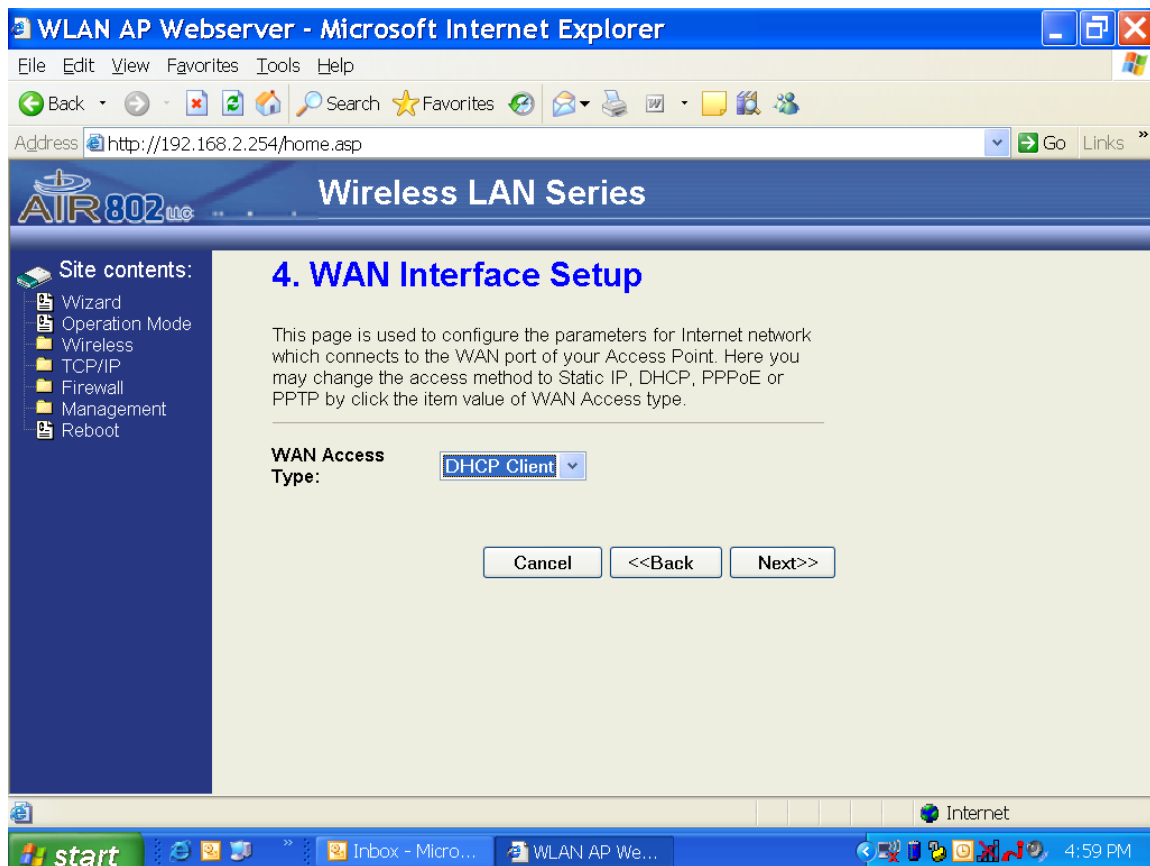 WLAN AP Webserver - Microsoft Internet Explorer
File Edit View Favorites Tools Help
Back Search Favorites
Address http://192.168.2.254/home.asp Go Links »
AIR802 LLC Wireless LAN Series
Site contents:
Wizard
Operation Mode
Wireless
TCP/IP
Firewall
Management
Reboot
4. WAN Interface Setup
This page is used to configure the parameters for Internet network
which connects to the WAN port of your Access Point. Here you
may change the access method to Static IP, DHCP, PPPoE or
PPTP by click the item value of WAN Access type.
WAN Access
Type:
DHCP Client
Cancel <<Back Next>>
Internet
start » Inbox - Micro... WLAN AP We... 4:59 PM